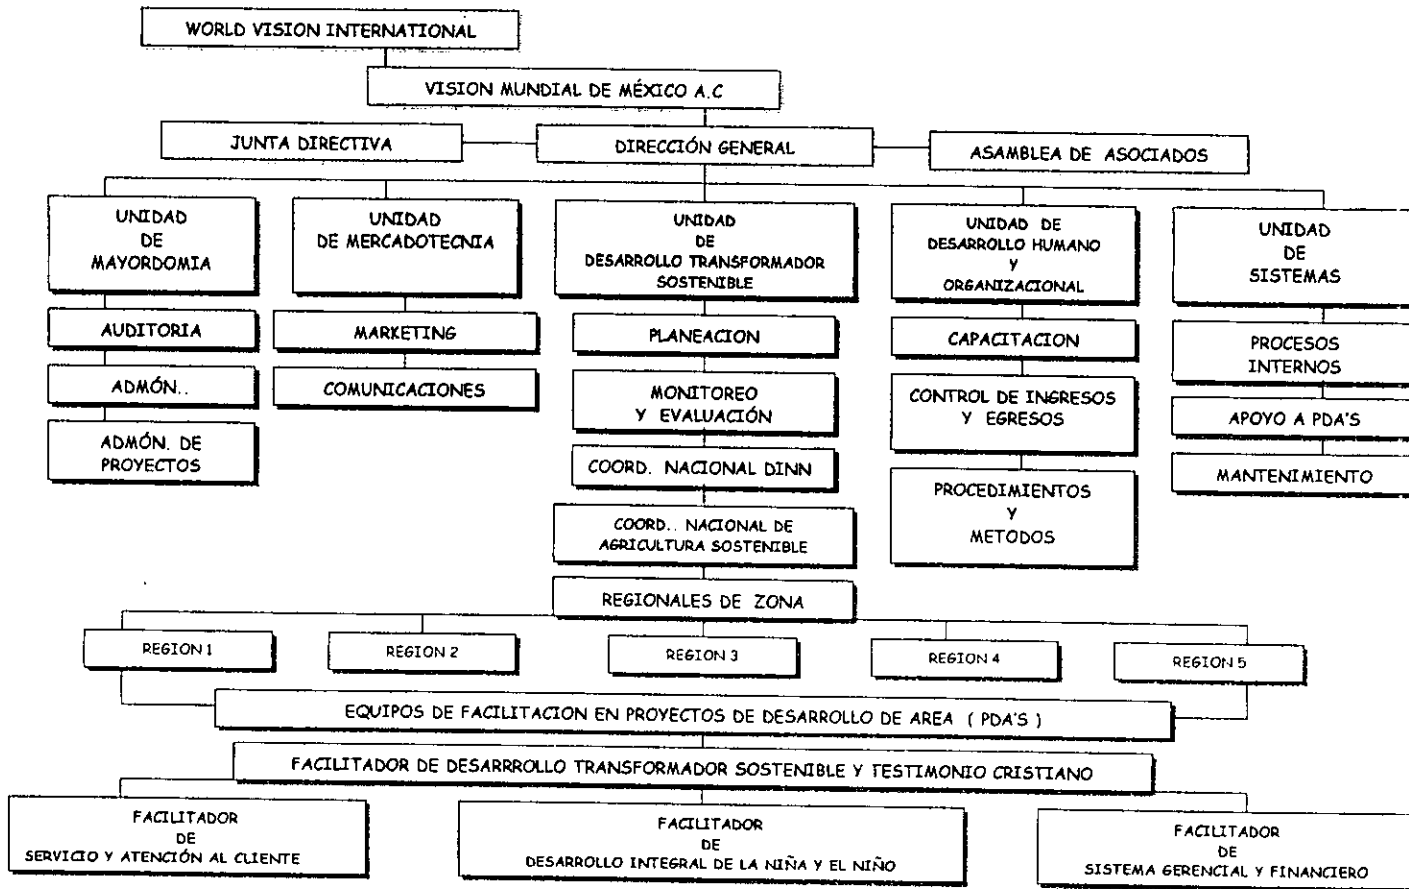 WORLD VISION INTERNATIONAL
VISION MUNDIAL DE MÉXICO A.C
JUNTA DIRECTIVA
DIRECCIÓN GENERAL
ASAMBLEA DE ASOCIADOS
UNIDAD
DE
MAYORDOMIA
AUDITORIA
ADMÓN..
ADMÓN. DE
PROYECTOS
UNIDAD
DE MERCADOTECNIA
MARKETING
COMUNICACIONES
UNIDAD
DE
DESARROLLO TRANSFORMADOR
SOSTENIBLE
PLANEACION
MONITOREO
Y EVALUACIÓN
COORD. NACIONAL DINN
COORD.. NACIONAL DE
AGRICULTURA SOSTENIBLE
REGIONALES DE ZONA
UNIDAD DE
DESARROLLO HUMANO
Y
ORGANIZACIONAL
CAPACITACION
CONTROL DE INGRESOS
Y EGRESOS
PROCEDIMIENTOS
Y
METODOS
UNIDAD
DE
SISTEMAS
PROCESOS
INTERNOS
APOYO A PDA'S
MANTENIMIENTO
REGION 1
REGION 2
REGION 3
REGION 4
REGION 5
EQUIPOS DE FACILITACION EN PROYECTOS DE DESARROLLO DE AREA ( PDA'S )
FACILITADOR DE DESARRROLLO TRANSFORMADOR SOSTENIBLE Y TESTIMONIO CRISTIANO
FACILITADOR
DE
SERVICIO Y ATENCIÓN AL CLIENTE
FACILITADOR
DE
DESARROLLO INTEGRAL DE LA NIÑA Y EL NIÑO
FACILITADOR
DE
SISTEMA GERENCIAL Y FINANCIERO